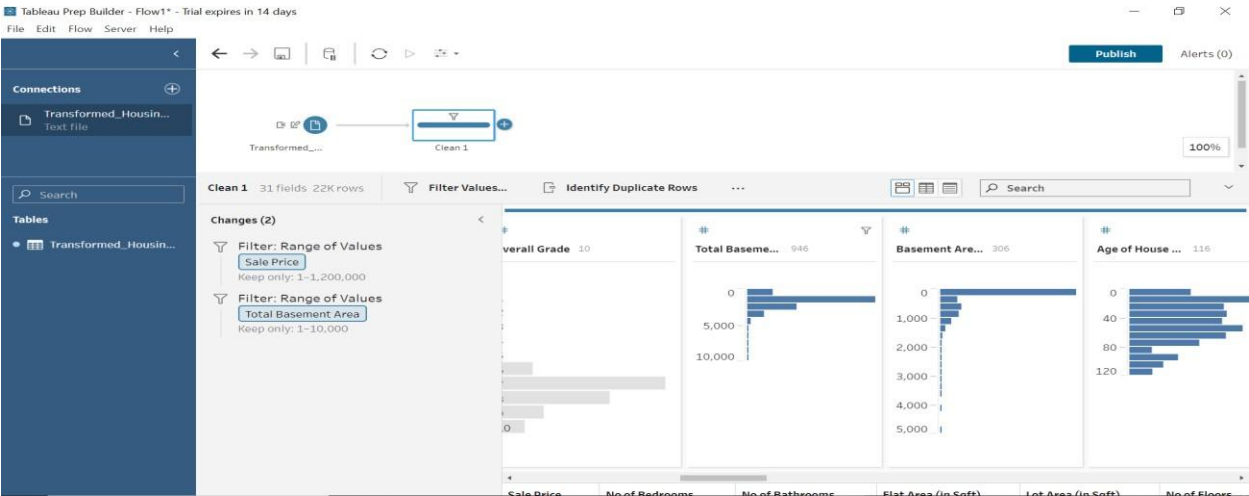 Tableau Prep Builder - Flow1* - Trial expires in 14 days
File Edit Flow Server Help
Publish Alerts (0)
Connections
Transformed_Housin...
Text file
Transformed_...
Clean 1
100%
Search
Tables
Transformed_Housin...
Clean 1 31 fields 22K rows Filter Values... Identify Duplicate Rows ... Search
Changes (2)
Filter: Range of Values
Sale Price
Keep only: 1–1,200,000
Filter: Range of Values
Total Basement Area
Keep only: 1–10,000
verall Grade 10
0
# Total Baseme... 946
0
5,000
10,000
# Basement Are... 306
0
1,000
2,000
3,000
4,000
5,000
# Age of House ... 116
0
40
80
120
Sale Price No of Bedrooms No of Bathrooms Flat Area (in Sqft) Lot Area (in Sqft) No of Floors